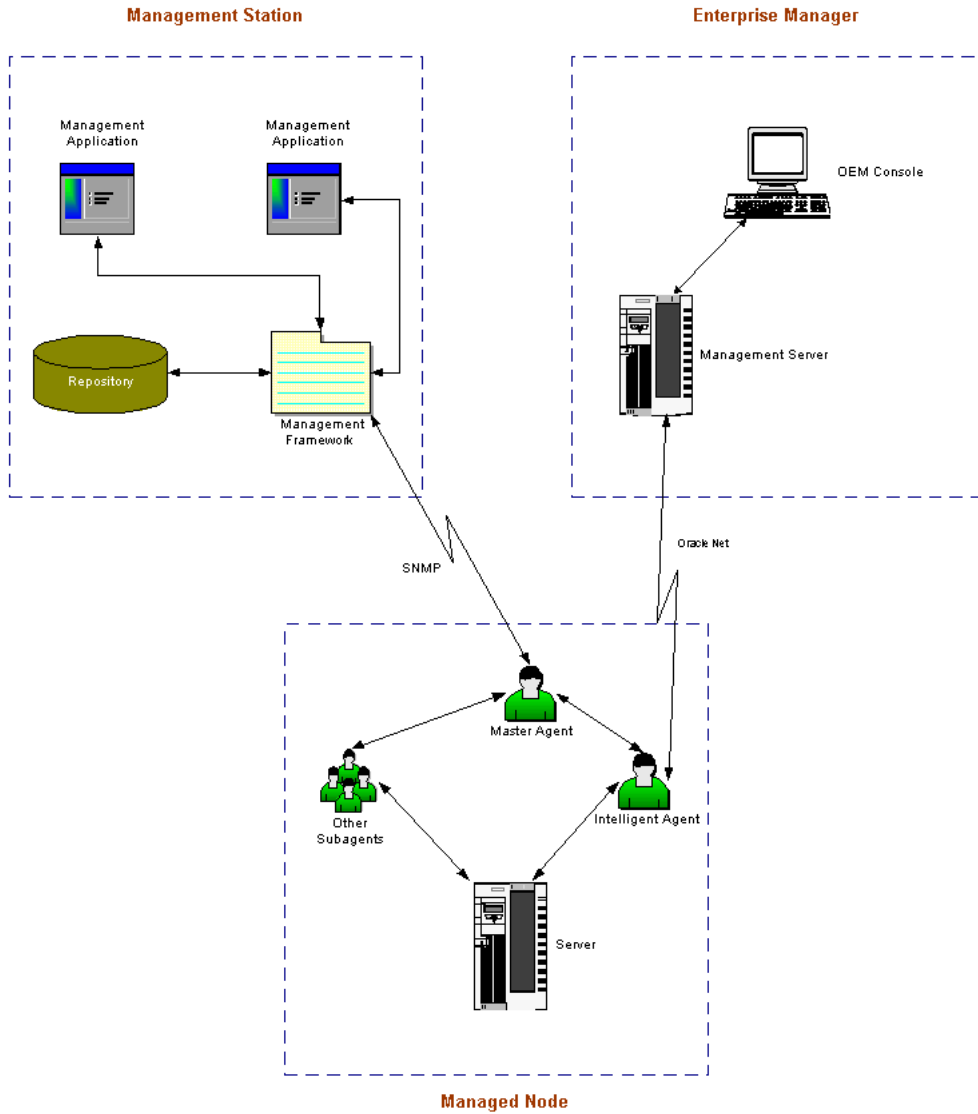 Management Station
Enterprise Manager
Management
Application
Management
Application
OEM Console
Repository
Management
Framework
Management Server
SNMP
Oracle Net
Master Agent
Other
Subagents
Intelligent Agent
Server
Managed Node